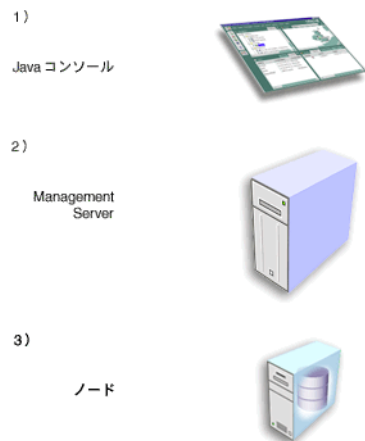 1)
Java コンソール
2)
Management
Server
3)
ノード